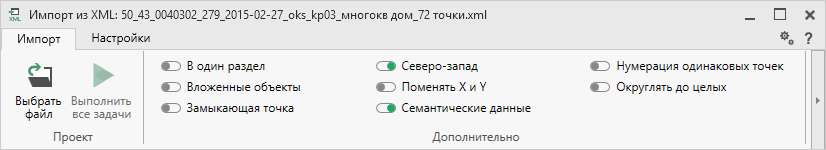 XML Импорт из XML: 50_43_0040302_279_2015-02-27_oks_kp03_многокв дом_72 точки.xml
Импорт Настройки
?
В один раздел Северо-запад Нумерация одинаковых точек
Вложенные объекты Поменять X и Y Округлять до целых
Замыкающая точка Семантические данные
Выбрать файл
Выполнить все задачи
Проект Дополнительно